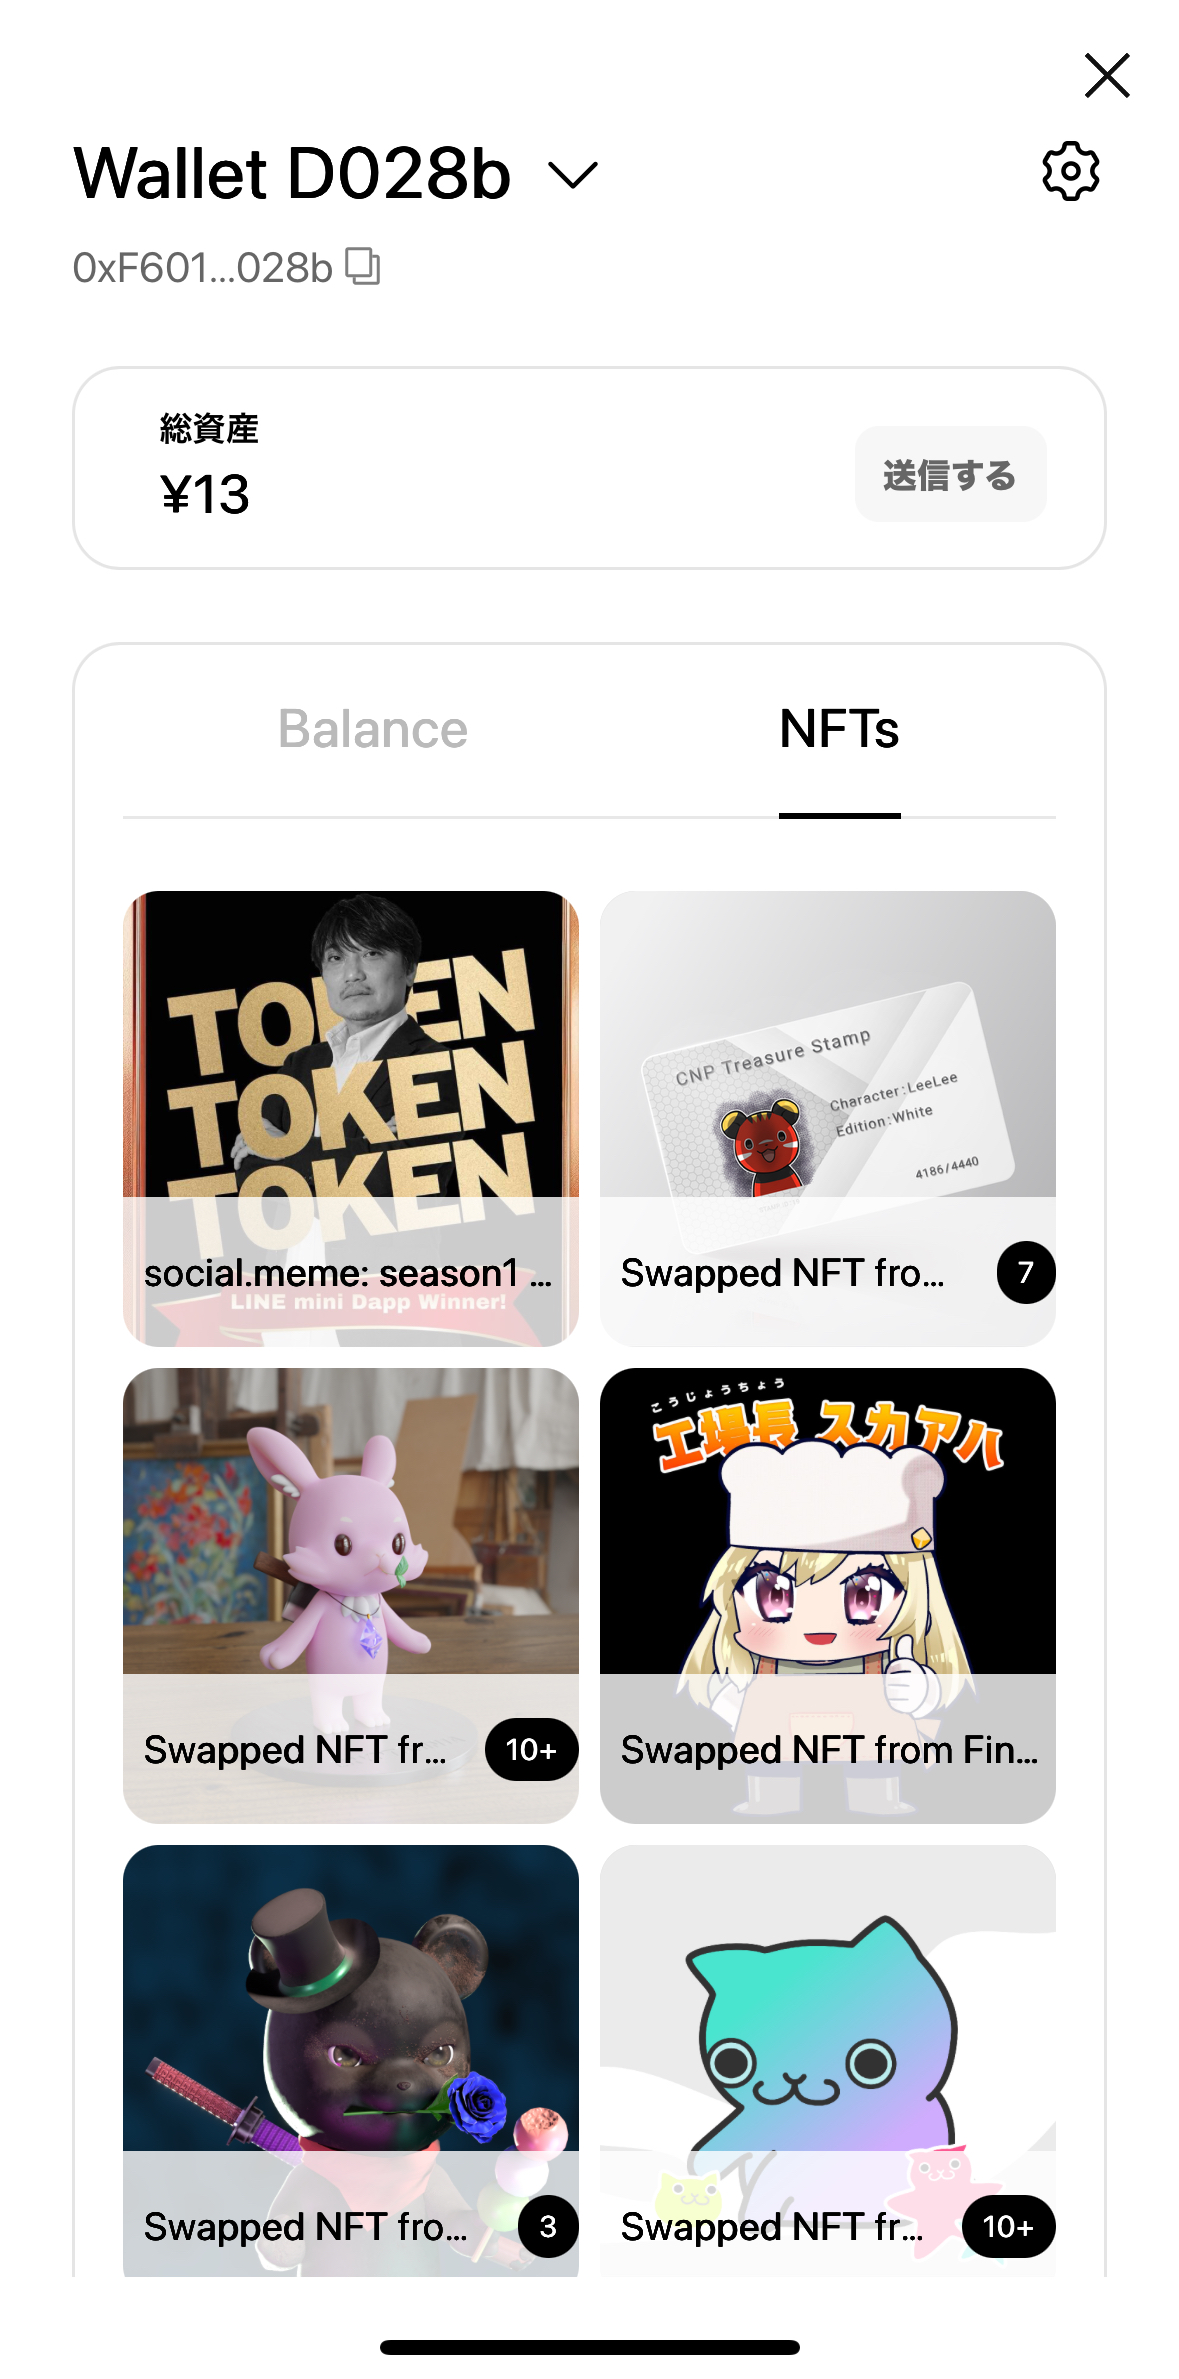 Wallet D028b
0xF601...028b
総資産
¥13
送信する
Balance
NFTs
TOKEN
TOKEN
TOKEN
social.meme: season1 ...
LINE mini Dapp Winner!
CNP Treasure Stamp
Character:LeeLee
Edition:White
4186/4440
Swapped NFT fro...
7
Swapped NFT fr...
10+
こうじょうちょう
工場長 スカアハ
Swapped NFT from Fin...
Swapped NFT fro...
3
Swapped NFT fr...
10+